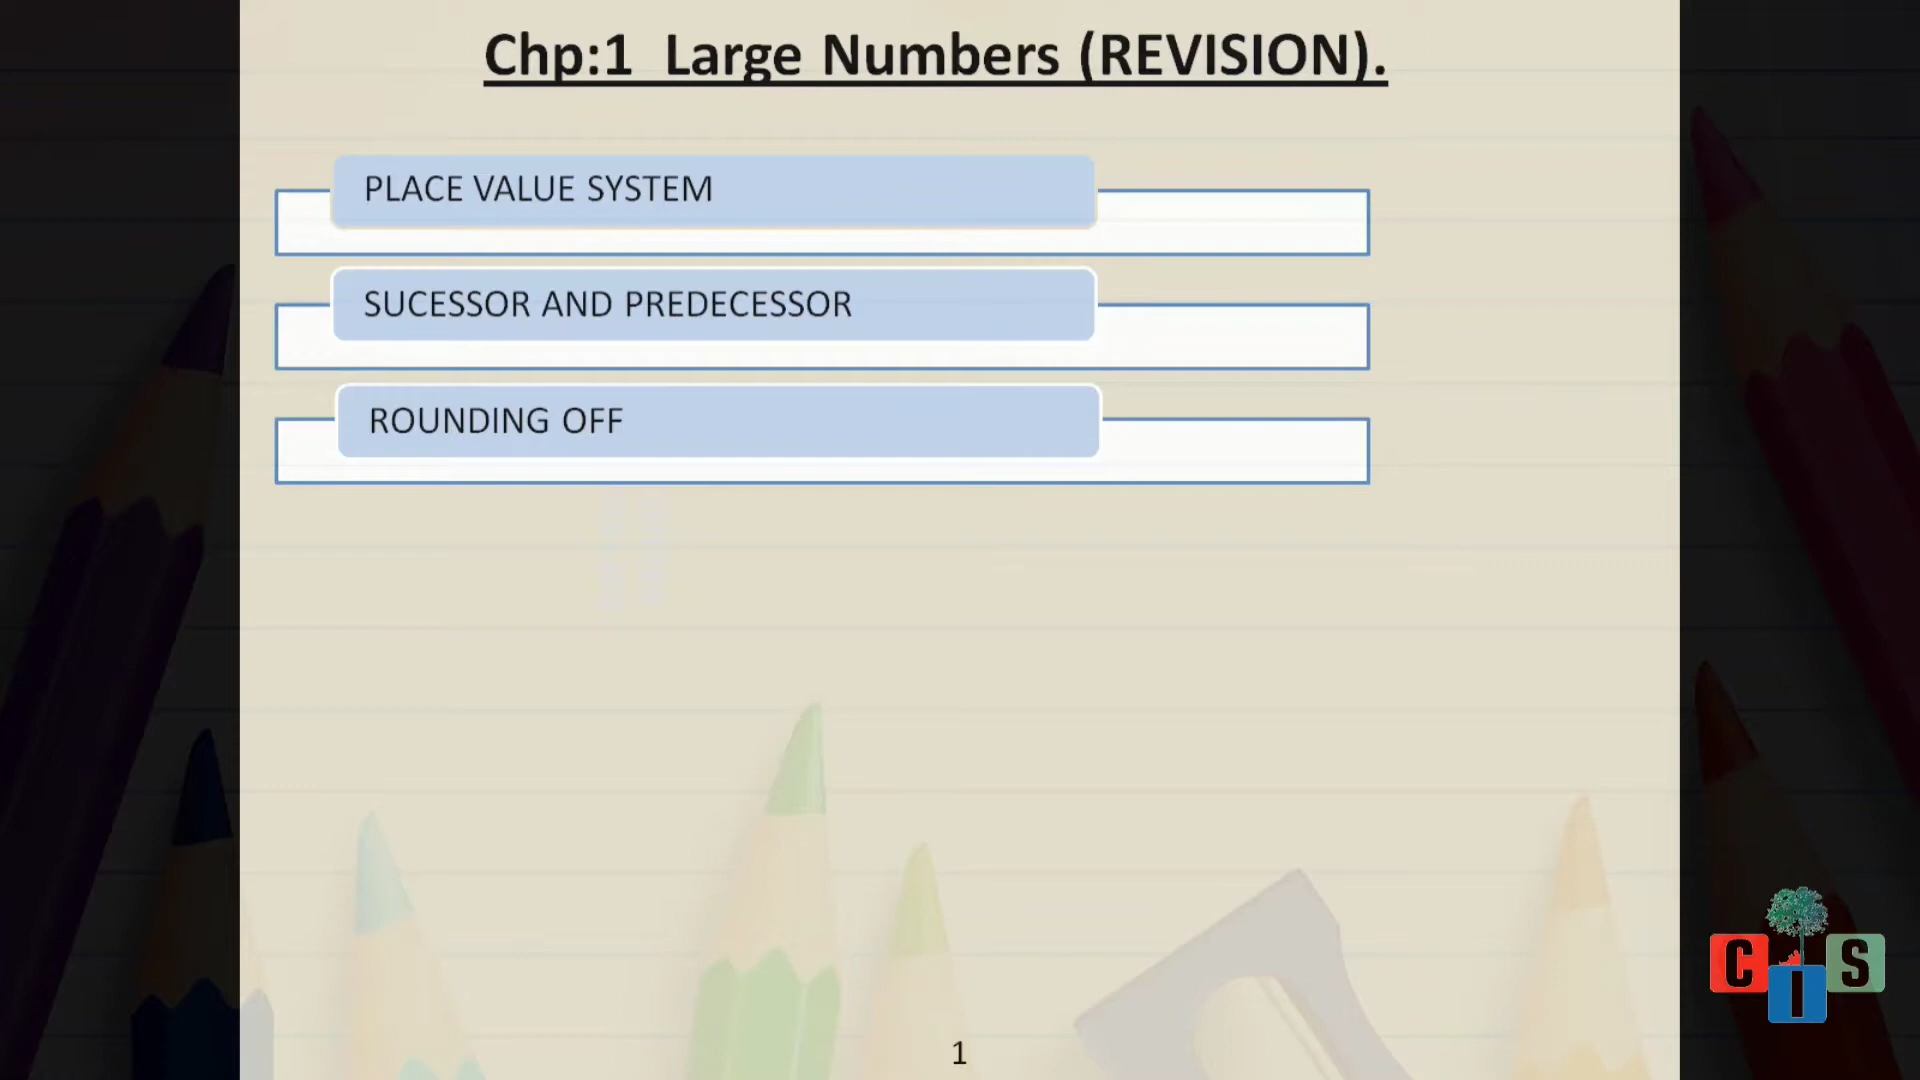 Chp:1 Large Numbers (REVISION).
PLACE VALUE SYSTEM
SUCESSOR AND PREDECESSOR
ROUNDING OFF
C I S
1